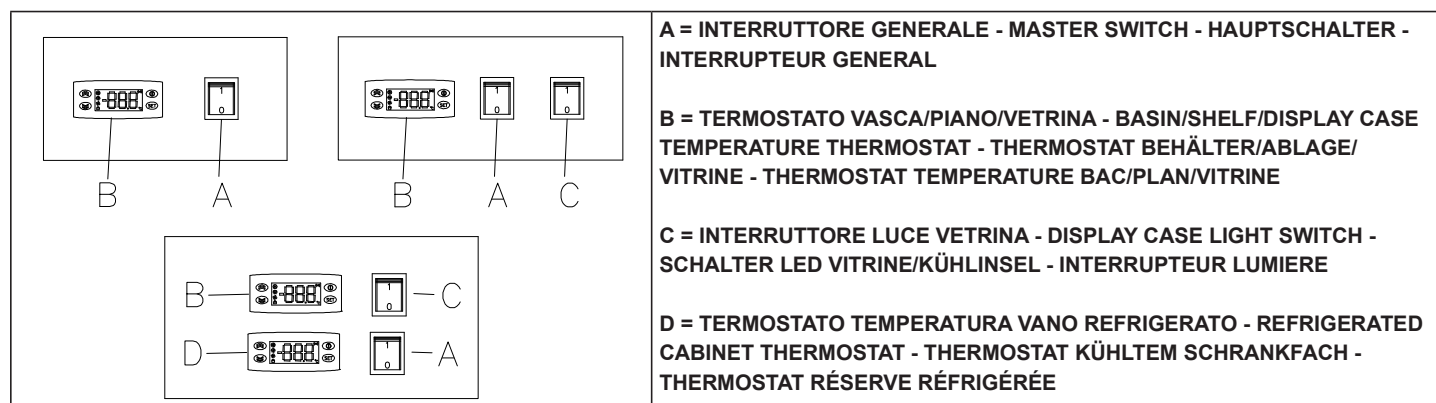 B A
B A C
B C
D A
A = INTERRUTTORE GENERALE - MASTER SWITCH - HAUPTSCHALTER -
INTERRUPTEUR GENERAL
B = TERMOSTATO VASCA/PIANO/VETRINA - BASIN/SHELF/DISPLAY CASE
TEMPERATURE THERMOSTAT - THERMOSTAT BEHÄLTER/ABLAGE/
VITRINE - THERMOSTAT TEMPERATURE BAC/PLAN/VITRINE
C = INTERRUTTORE LUCE VETRINA - DISPLAY CASE LIGHT SWITCH -
SCHALTER LED VITRINE/KÜHLINSEL - INTERRUPTEUR LUMIERE
D = TERMOSTATO TEMPERATURA VANO REFRIGERATO - REFRIGERATED
CABINET THERMOSTAT - THERMOSTAT KÜHLTEM SCHRANKFACH -
THERMOSTAT RÉSERVE RÉFRIGÉRÉE